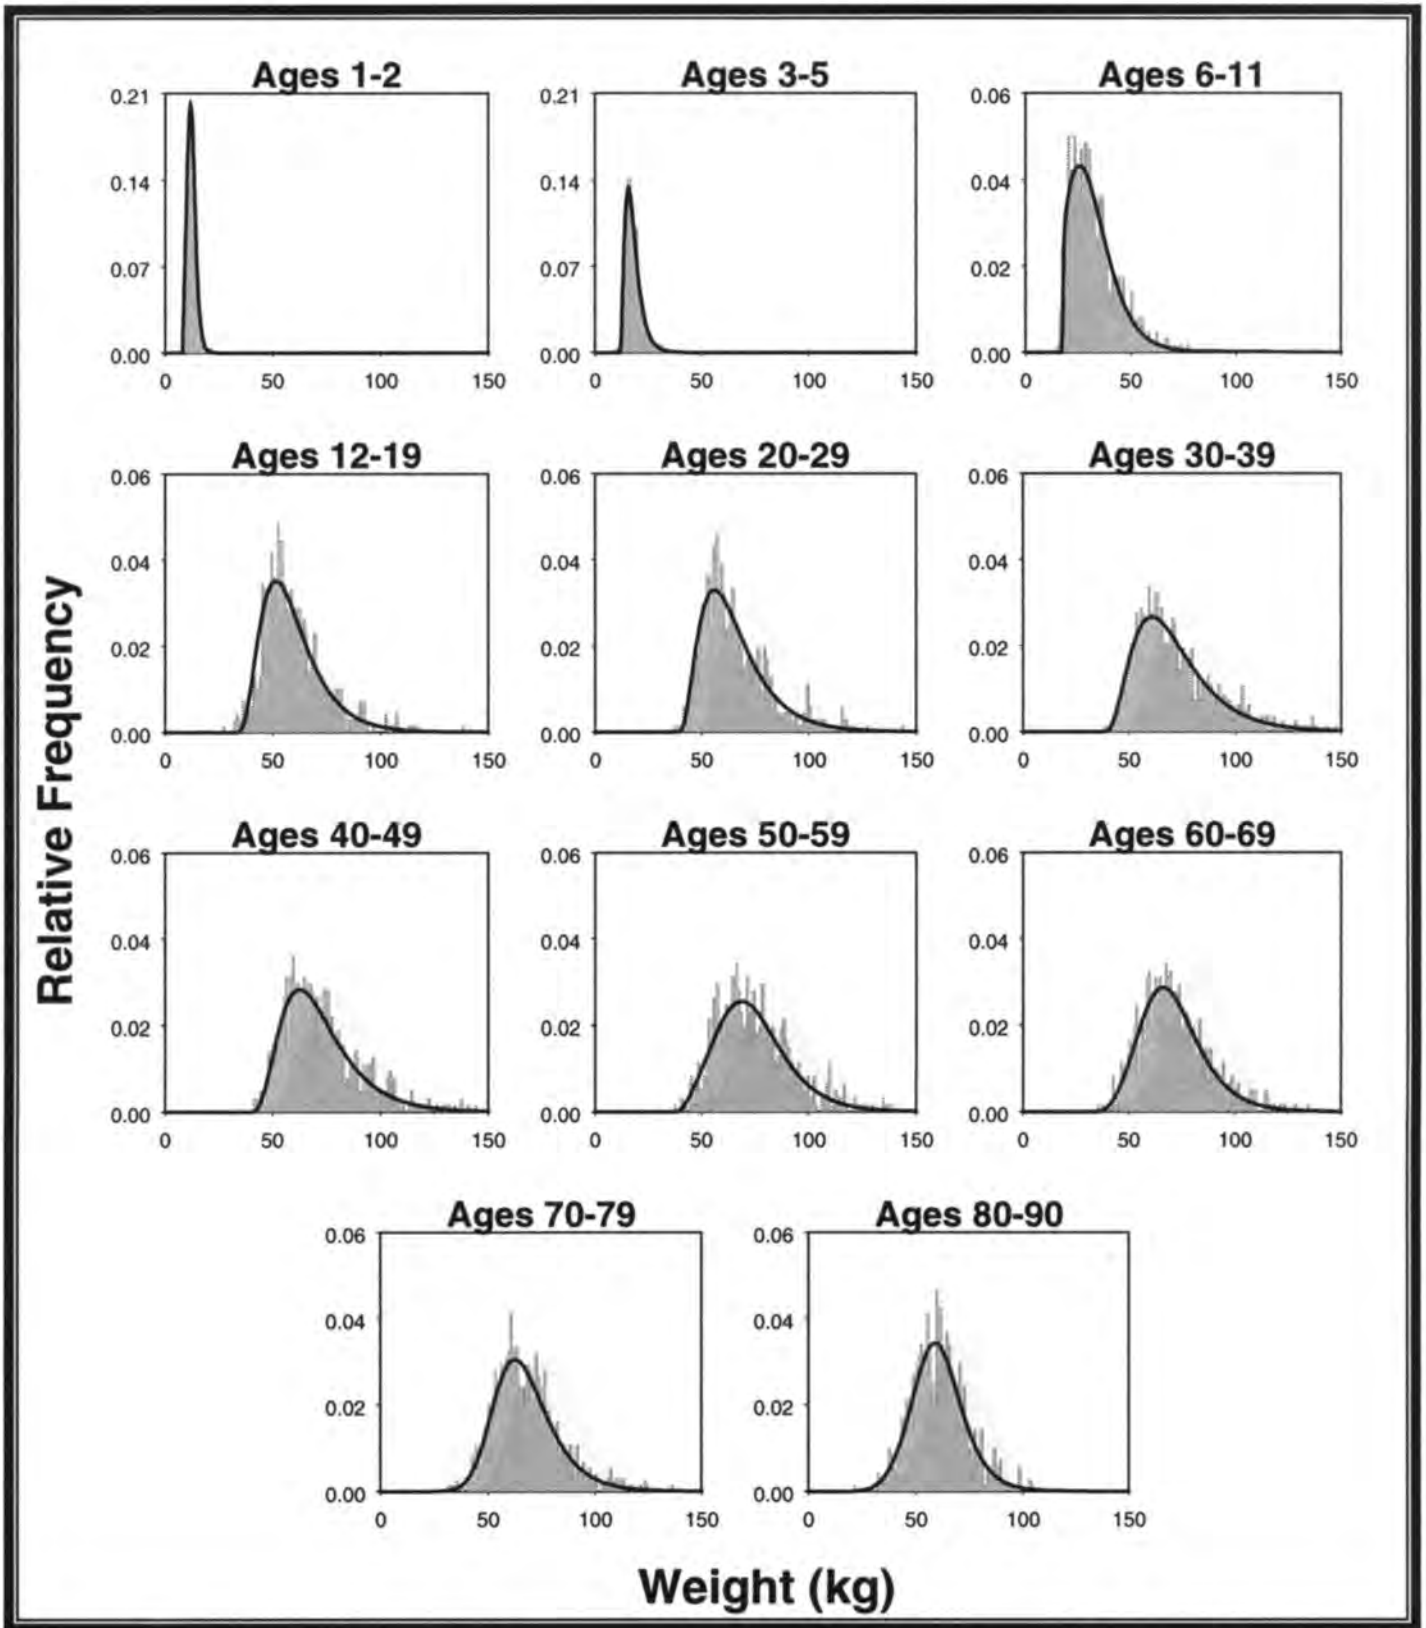 Ages 1-2 Ages 3-5 Ages 6-11
0.21 0.21 0.06
0.14 0.14 0.04
0.07 0.07 0.02
0.00 0.00 0.00
0 50 100 150 0 50 100 150 0 50 100 150
Ages 12-19 Ages 20-29 Ages 30-39
0.06 0.06 0.06
0.04 0.04 0.04
0.02 0.02 0.02
0.00 0.00 0.00
0 50 100 150 0 50 100 150 0 50 100 150
Relative Frequency
Ages 40-49 Ages 50-59 Ages 60-69
0.06 0.06 0.06
0.04 0.04 0.04
0.02 0.02 0.02
0.00 0.00 0.00
0 50 100 150 0 50 100 150 0 50 100 150
Ages 70-79 Ages 80-90
0.06 0.06
0.04 0.04
0.02 0.02
0.00 0.00
0 50 100 150 0 50 100 150
Weight (kg)